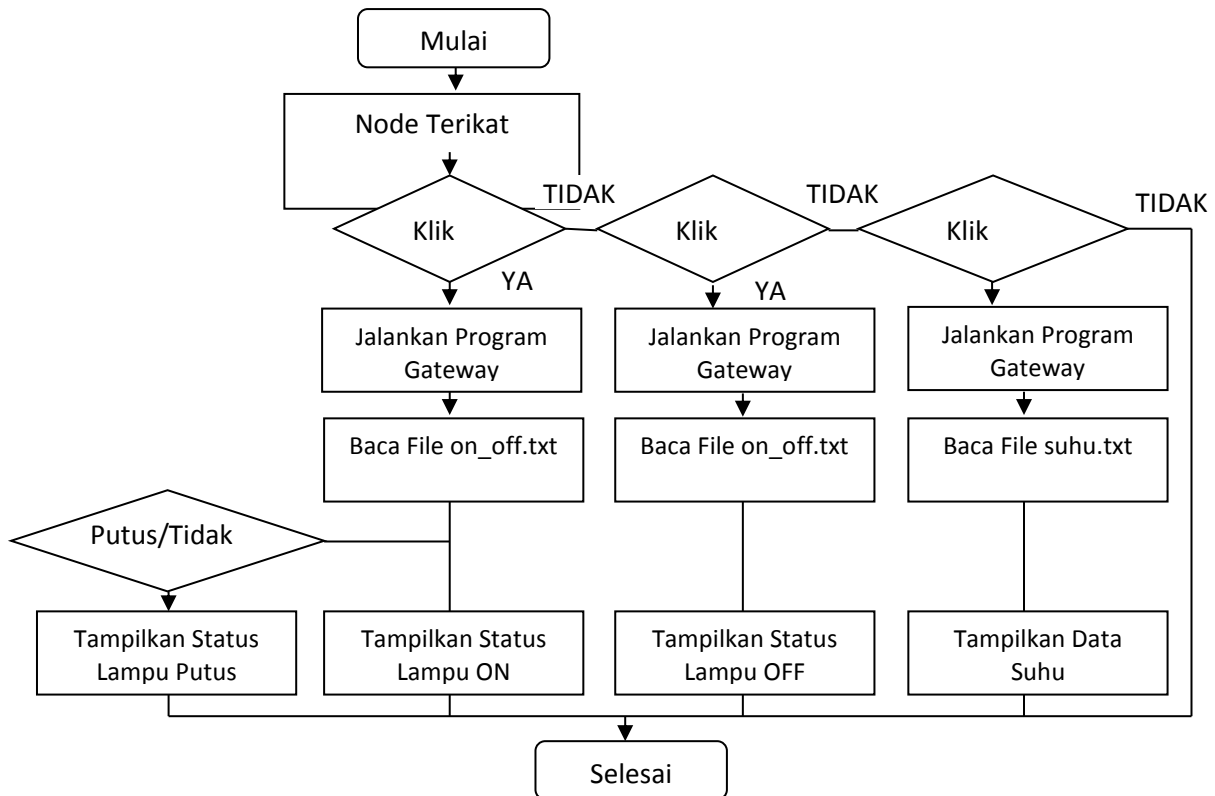 Mulai
Node Terikat
TIDAK
TIDAK
TIDAK
Klik
Klik
Klik
YA
YA
Jalankan Program
Gateway
Jalankan Program
Gateway
Jalankan Program
Gateway
Baca File on_off.txt
Baca File on_off.txt
Baca File suhu.txt
Putus/Tidak
Tampilkan Status
Lampu Putus
Tampilkan Status
Lampu ON
Tampilkan Status
Lampu OFF
Tampilkan Data
Suhu
Selesai